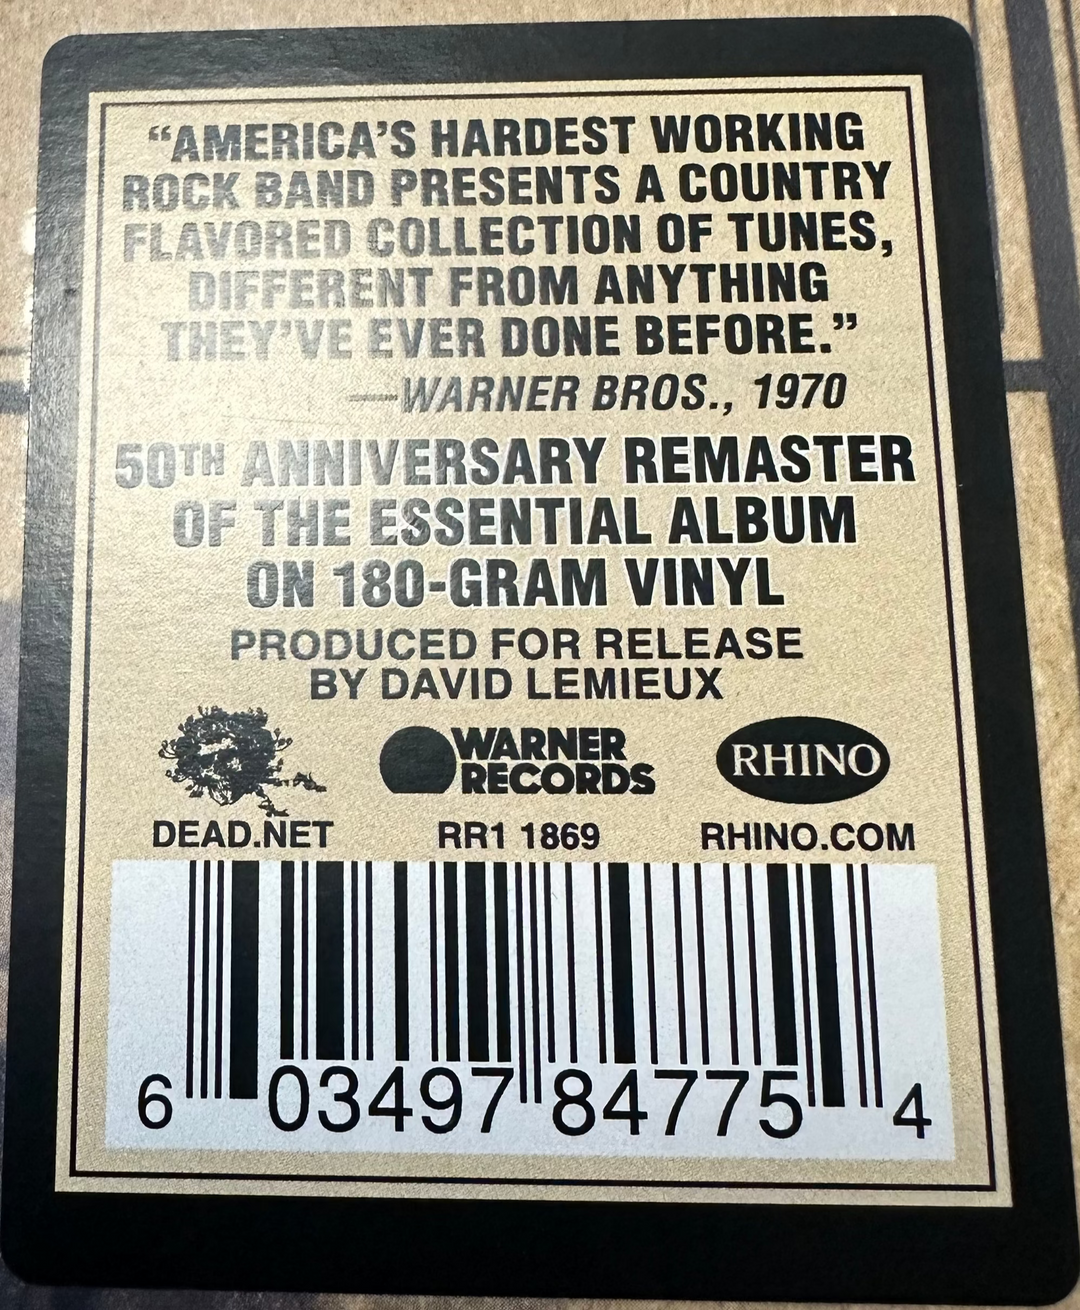 “AMERICA’S HARDEST WORKING
ROCK BAND PRESENTS A COUNTRY
FLAVORED COLLECTION OF TUNES,
DIFFERENT FROM ANYTHING
THEY’VE EVER DONE BEFORE.”
—WARNER BROS., 1970
50TH ANNIVERSARY REMASTER
OF THE ESSENTIAL ALBUM
ON 180-GRAM VINYL
PRODUCED FOR RELEASE
BY DAVID LEMIEUX
WARNER
RECORDS
RHINO
DEAD.NET RR1 1869 RHINO.COM
6 03497 84775 4